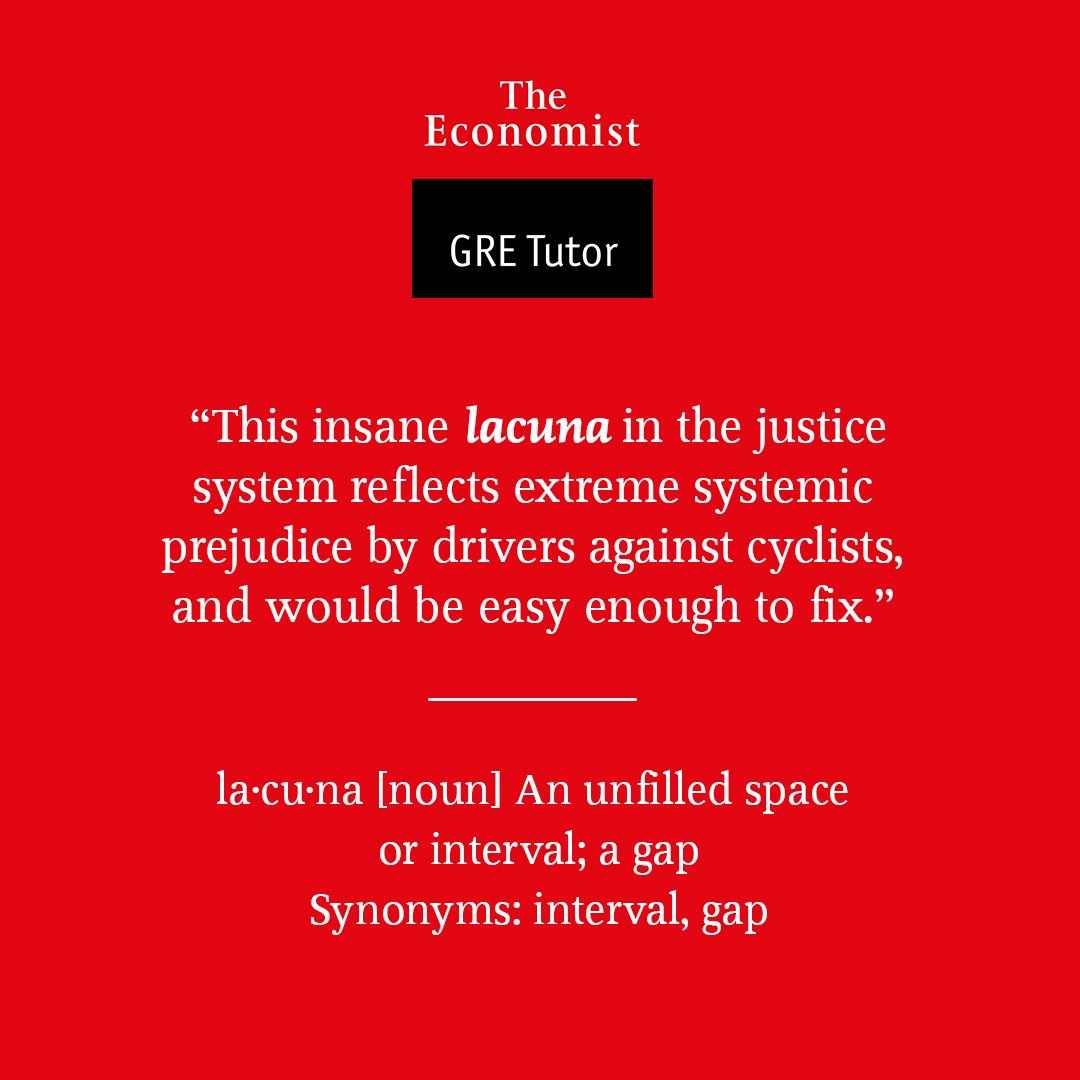 The
Economist
GRE Tutor
“This insane lacuna in the justice
system reflects extreme systemic
prejudice by drivers against cyclists,
and would be easy enough to fix.”
la·cu·na [noun] An unfilled space
or interval; a gap
Synonyms: interval, gap